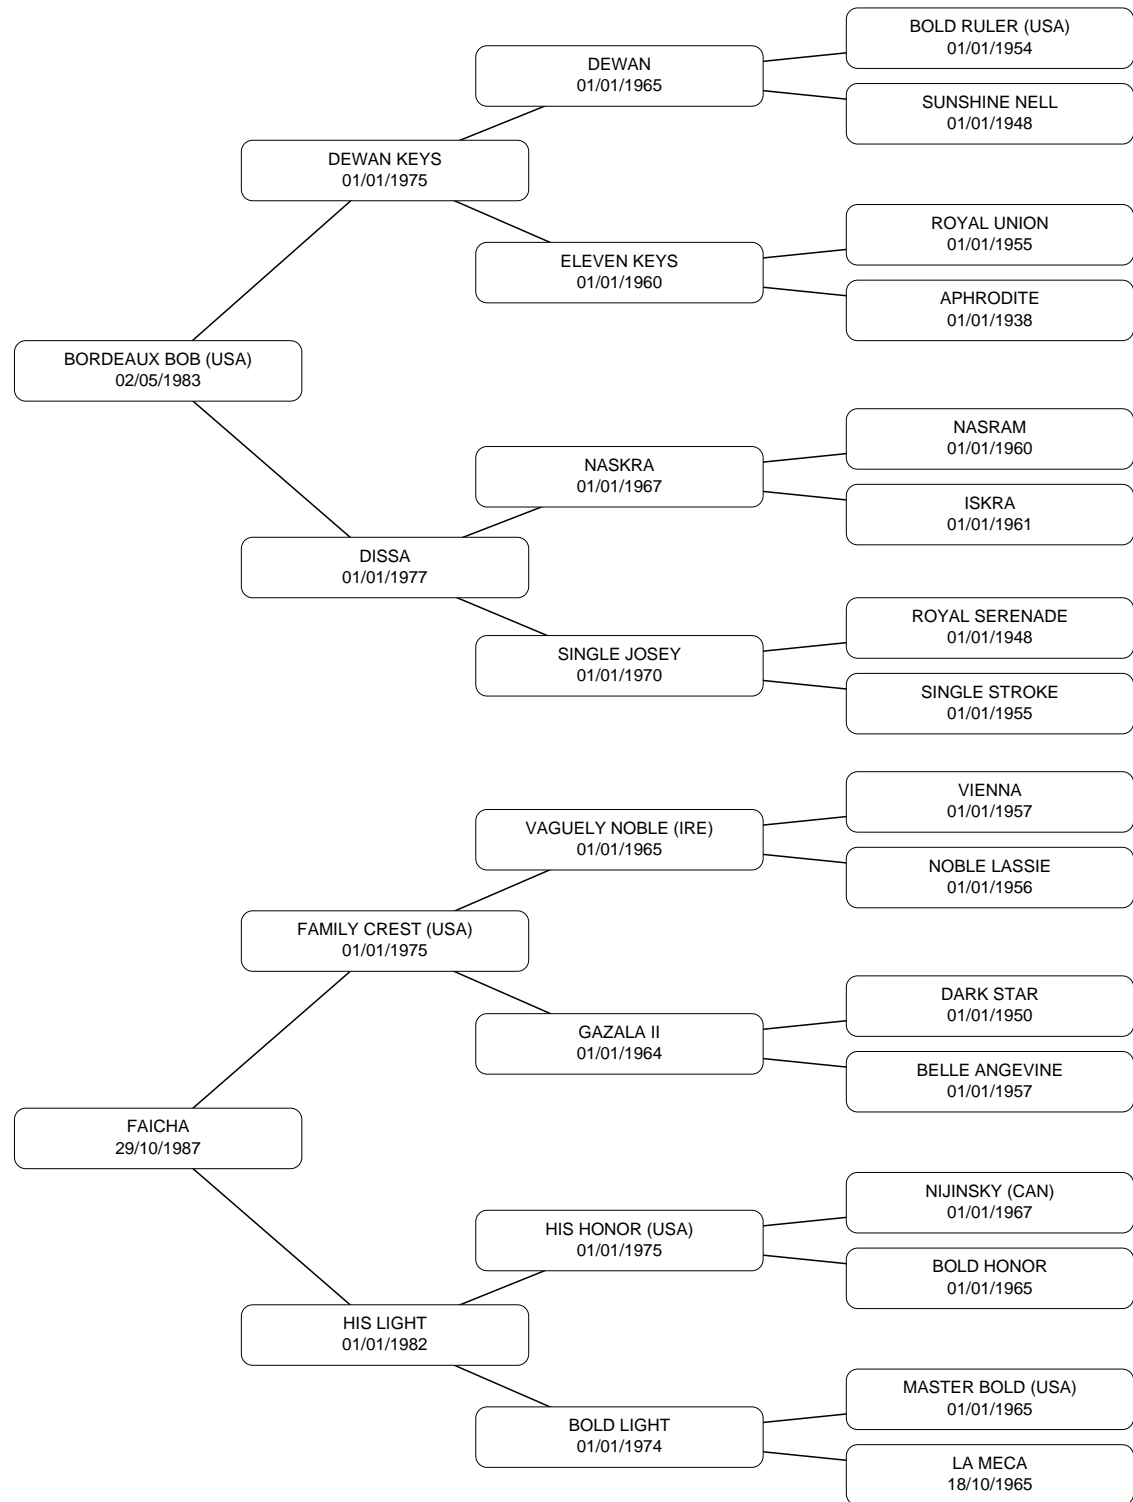 BOLD RULER (USA)
01/01/1954
DEWAN
01/01/1965
SUNSHINE NELL
01/01/1948
DEWAN KEYS
01/01/1975
ROYAL UNION
01/01/1955
ELEVEN KEYS
01/01/1960
APHRODITE
01/01/1938
BORDEAUX BOB (USA)
02/05/1983
NASRAM
01/01/1960
NASKRA
01/01/1967
ISKRA
01/01/1961
DISSA
01/01/1977
ROYAL SERENADE
01/01/1948
SINGLE JOSEY
01/01/1970
SINGLE STROKE
01/01/1955
VIENNA
01/01/1957
VAGUELY NOBLE (IRE)
01/01/1965
NOBLE LASSIE
01/01/1956
FAMILY CREST (USA)
01/01/1975
DARK STAR
01/01/1950
GAZALA II
01/01/1964
BELLE ANGEVINE
01/01/1957
FAICHA
29/10/1987
NIJINSKY (CAN)
01/01/1967
HIS HONOR (USA)
01/01/1975
BOLD HONOR
01/01/1965
HIS LIGHT
01/01/1982
MASTER BOLD (USA)
01/01/1965
BOLD LIGHT
01/01/1974
LA MECA
18/10/1965